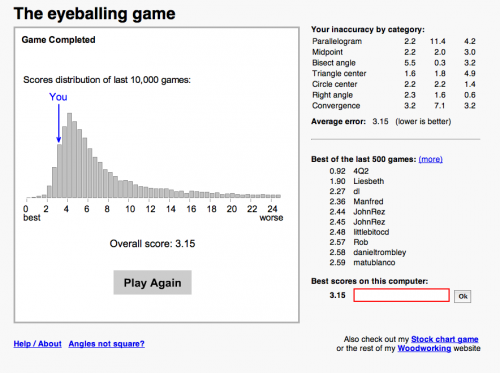 The eyeballing game
Game Completed
Scores distribution of last 10,000 games:
You
0 2 4 6 8 10 12 14 16 18 20 22 24
best worse
Overall score: 3.15
Play Again
Your inaccuracy by category:
Parallelogram 2.2 11.4 4.2
Midpoint 2.2 2.0 3.0
Bisect angle 5.5 0.3 3.2
Triangle center 1.6 1.8 4.9
Circle center 2.2 2.2 1.4
Right angle 2.3 1.6 0.6
Convergence 3.2 7.1 3.2
Average error: 3.15 (lower is better)
Best of the last 500 games: (more)
0.92 4Q2
1.90 Liesbeth
2.27 dl
2.36 Manfred
2.44 JohnRez
2.45 JohnRez
2.48 littlebitocd
2.57 Rob
2.58 danieltrombley
2.59 matublanco
Best scores on this computer:
3.15 Ok
Help / About Angles not square?
Also check out my Stock chart game
or the rest of my Woodworking website